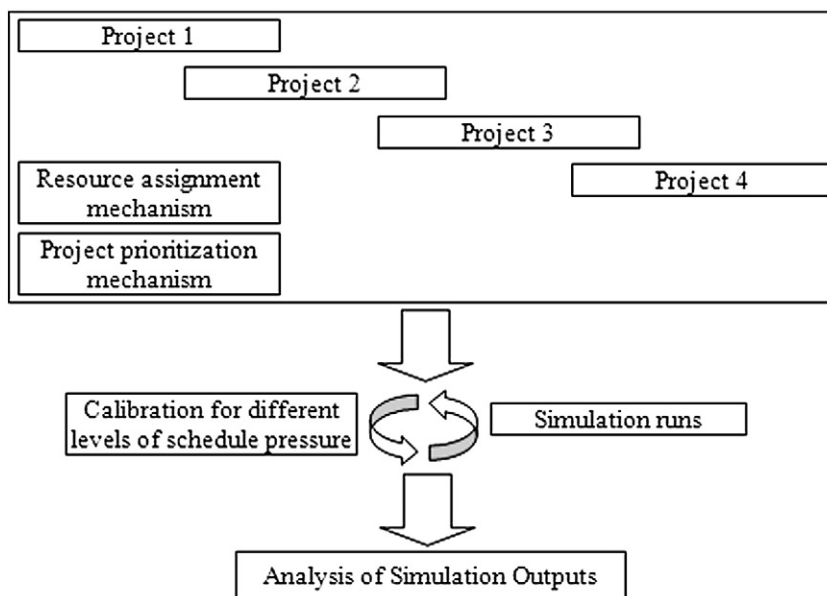 Project 1
Project 2
Project 3
Project 4
Resource assignment
mechanism
Project prioritization
mechanism
Calibration for different
levels of schedule pressure
Simulation runs
Analysis of Simulation Outputs